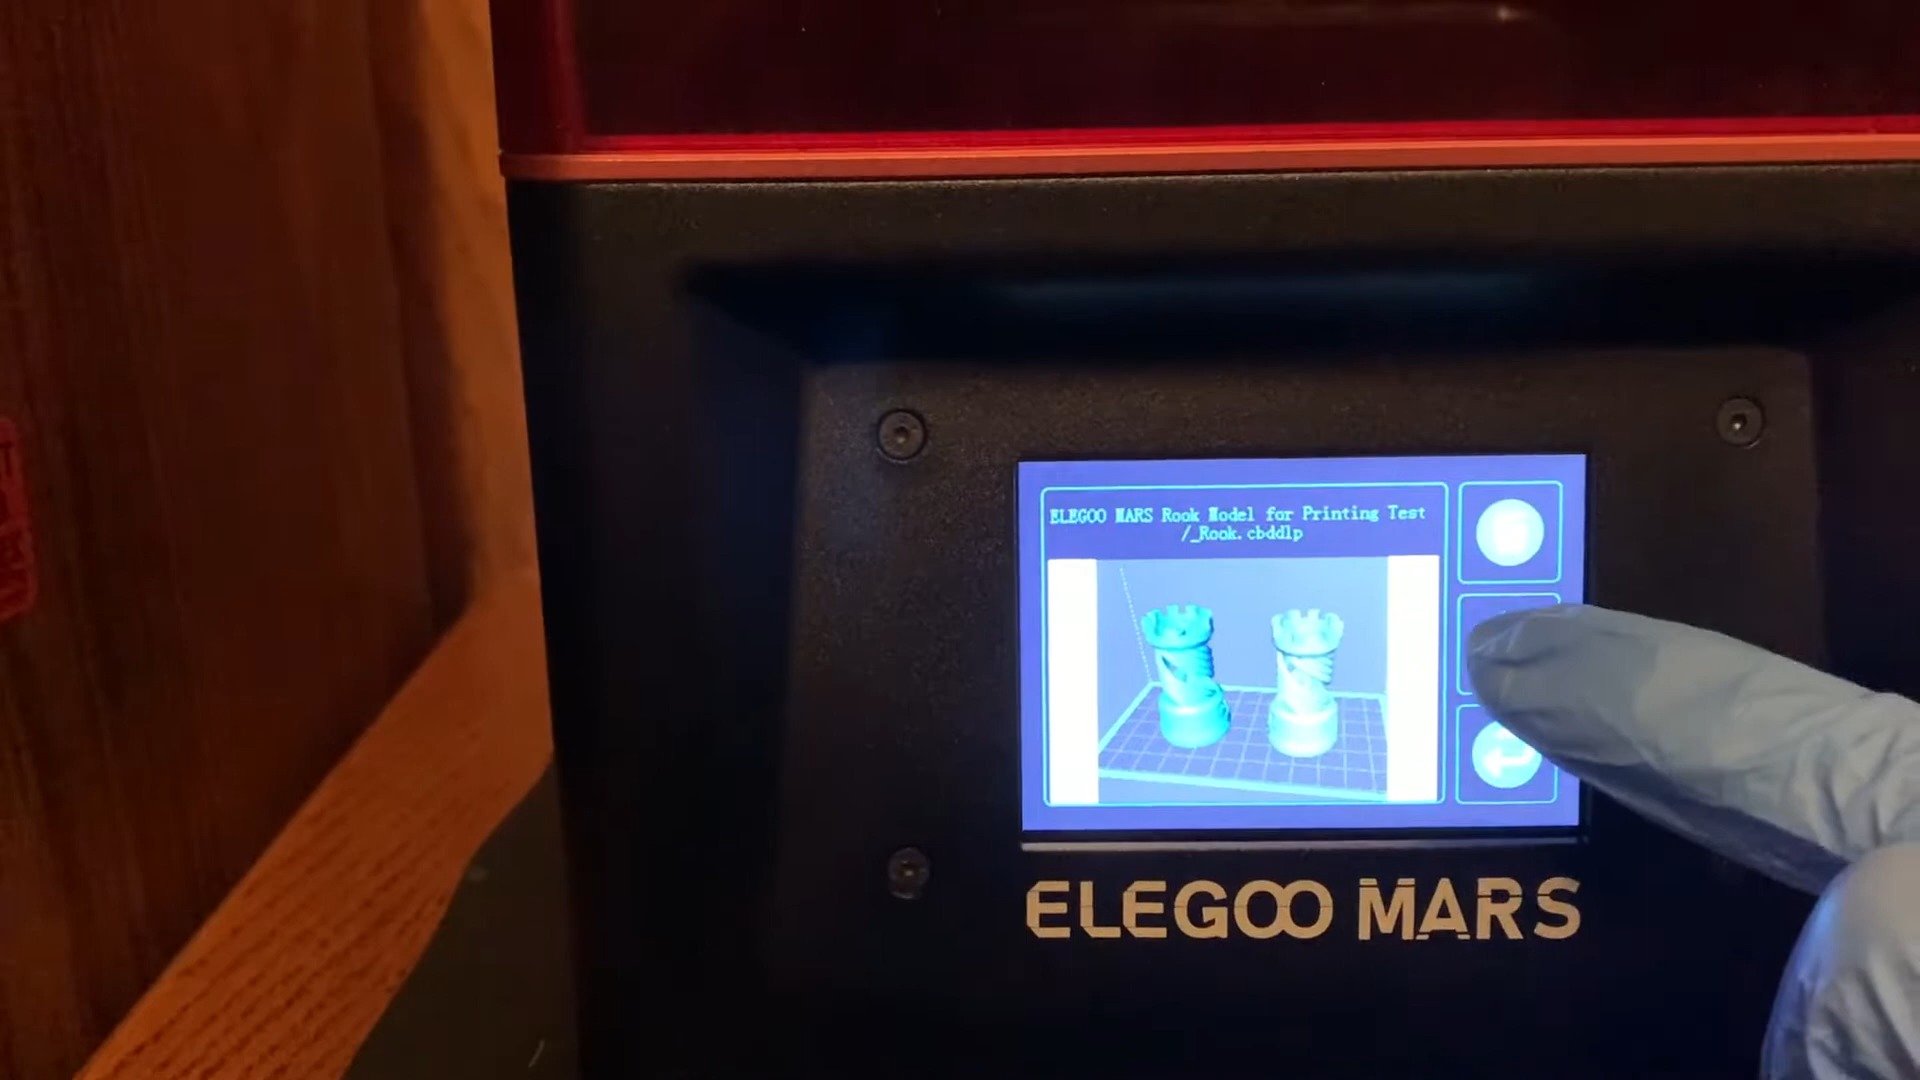 ELEGOO MARS Rook Model for Printing Test
/_Rook.cbddlp
ELEGOO MARS